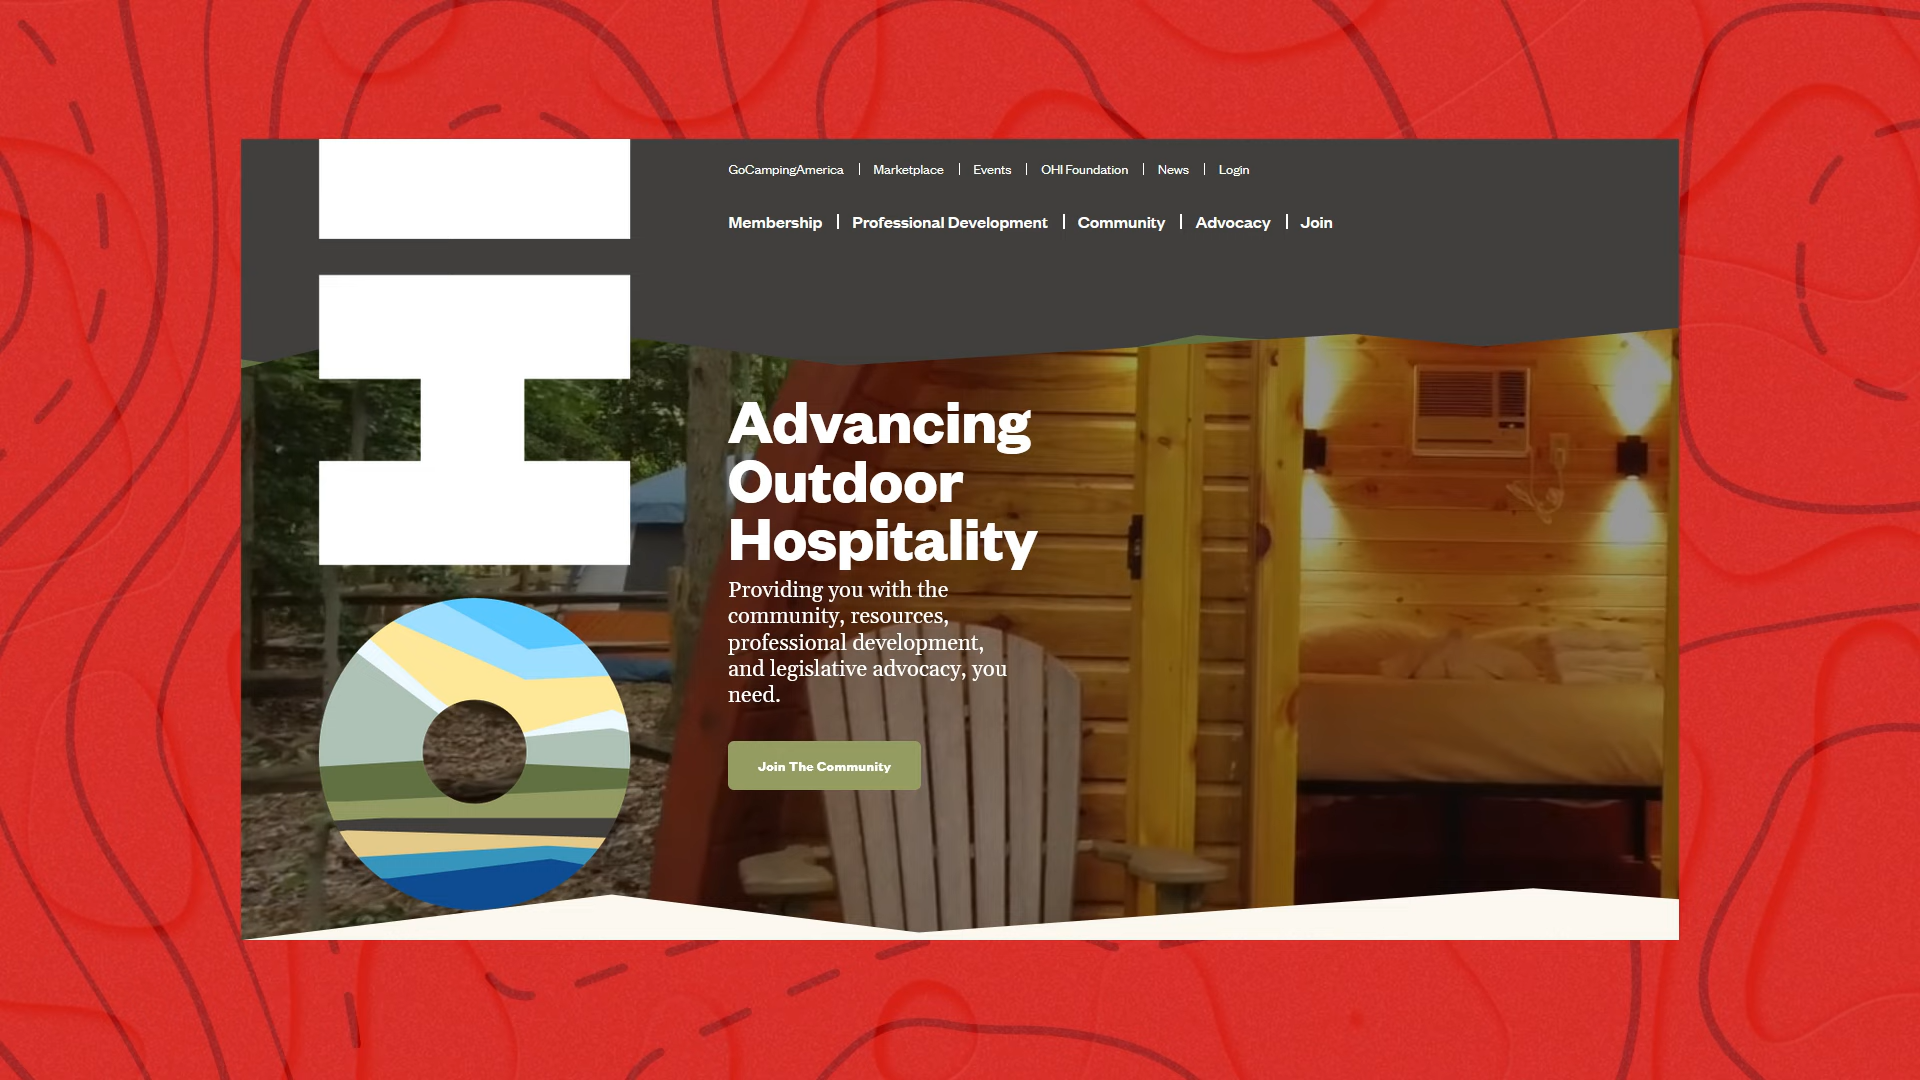 GoCampingAmerica | Marketplace | Events | OHI Foundation | News | Login
Membership | Professional Development | Community | Advocacy | Join
OHI
Advancing
Outdoor
Hospitality
Providing you with the
community, resources,
professional development,
and legislative advocacy, you
need.
Join The Community